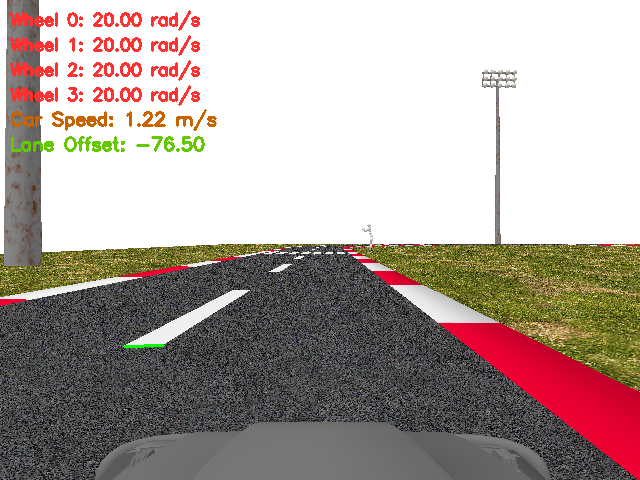 Wheel 0: 20.00 rad/s
Wheel 1: 20.00 rad/s
Wheel 2: 20.00 rad/s
Wheel 3: 20.00 rad/s
Car Speed: 1.22 m/s
Lane Offset: -76.50